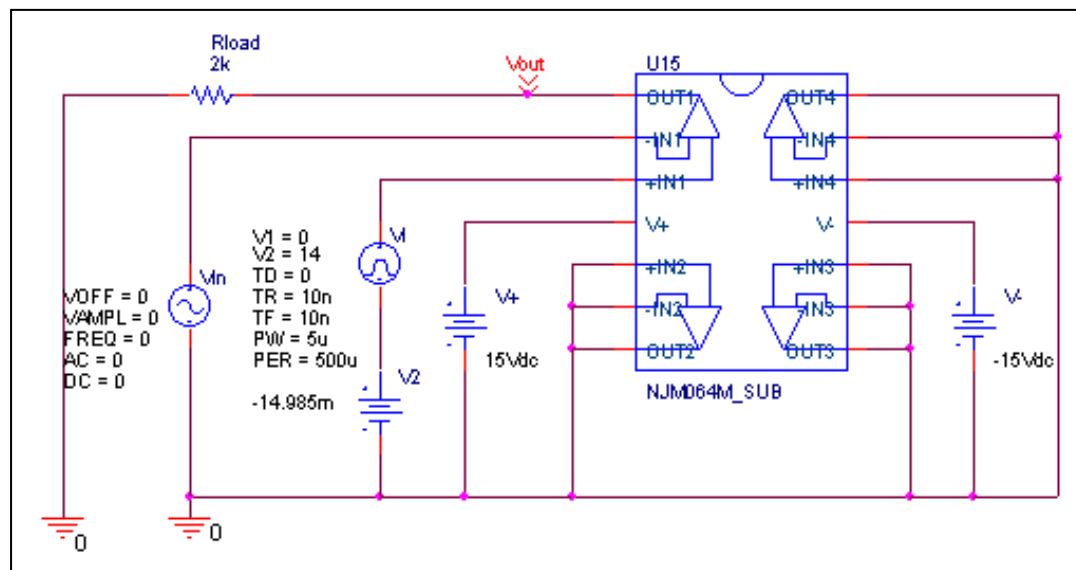 Rload
2k
Vout
U15
OUT1
-IN1
+IN1
V+
+IN2
-IN2
OUT2
OUT4
-IN4
+IN4
V-
+IN3
-IN3
OUT3
NJM064M_SUB
Vin
VOFF = 0
VAMPL = 0
FREQ = 0
AC = 0
DC = 0
V1 = 0
V2 = 14
TD = 0
TR = 10n
TF = 10n
PW = 5u
PER = 500u
VI
V2
-14.985m
V+
15Vdc
V-
-15Vdc
0
0